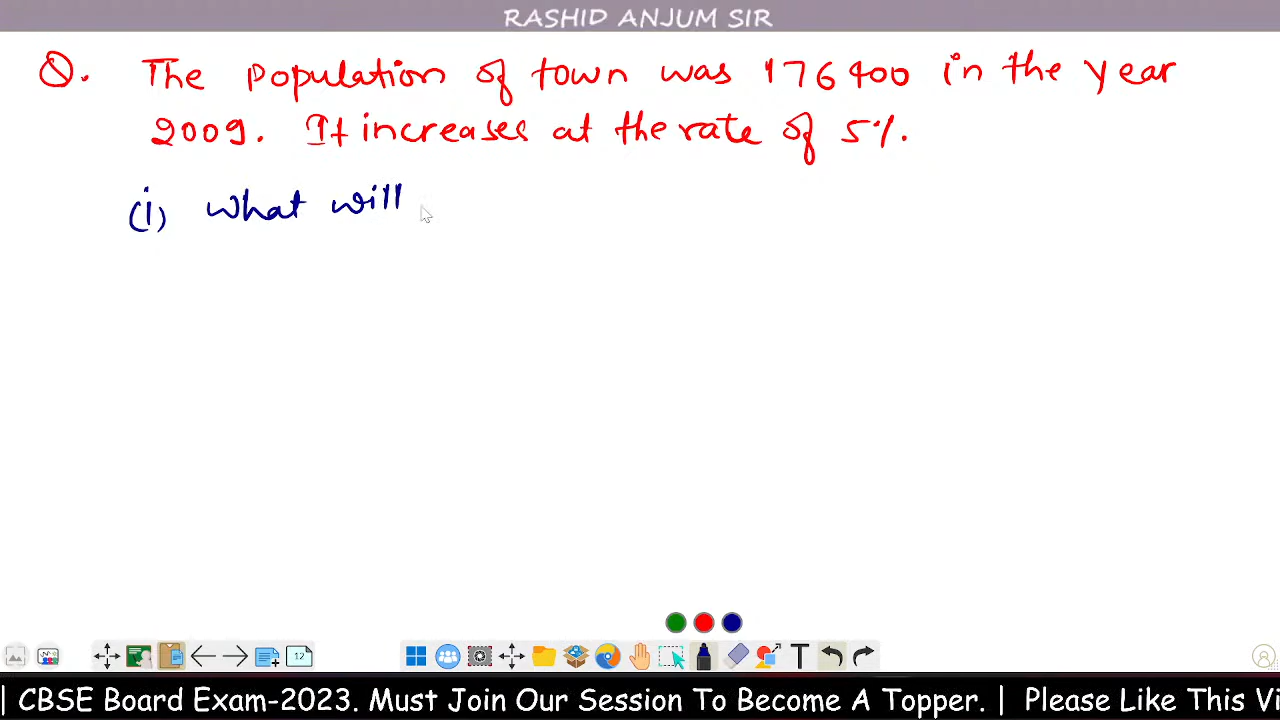 RASHID ANJUM SIR
Q. The population of town was 176400 in the year
2009. It increases at the rate of 5%.
(i) What will
12
| CBSE Board Exam-2023. Must Join Our Session To Become A Topper. | Please Like This Vi